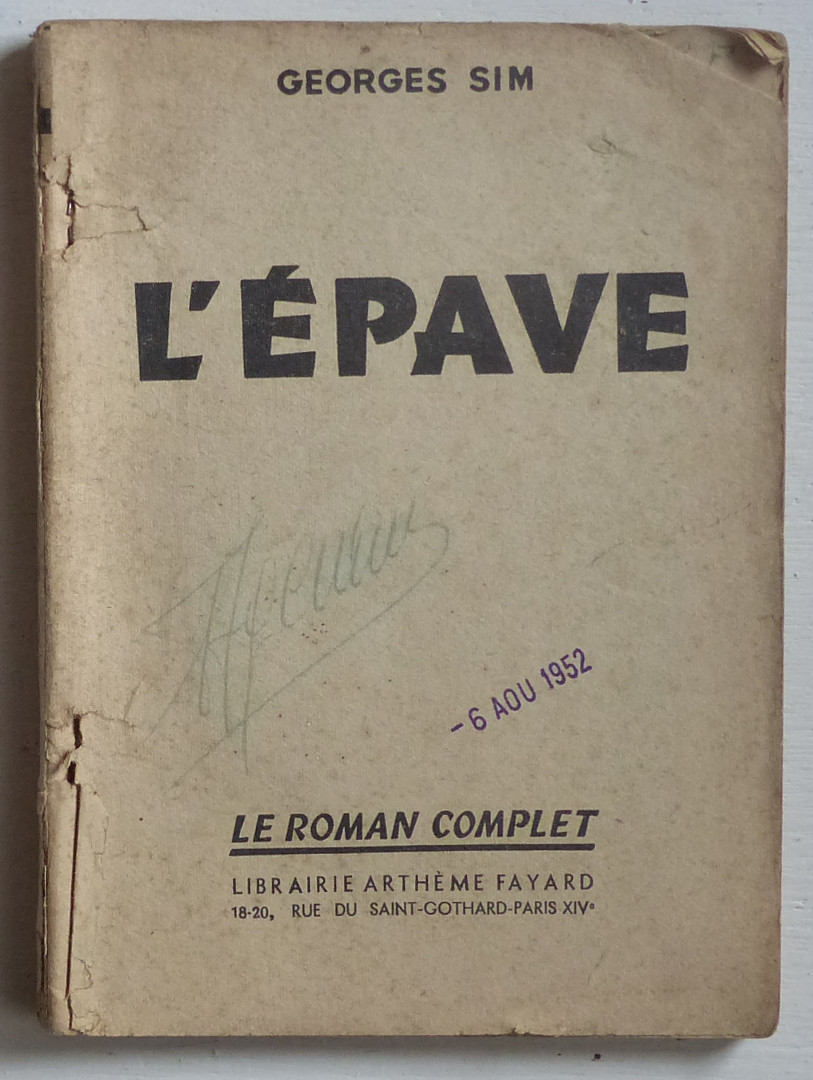 GEORGES SIM
L'ÉPAVE
- 6 AOU 1952
LE ROMAN COMPLET
LIBRAIRIE ARTHÈME FAYARD
18-20, RUE DU SAINT-GOTHARD-PARIS XIVe